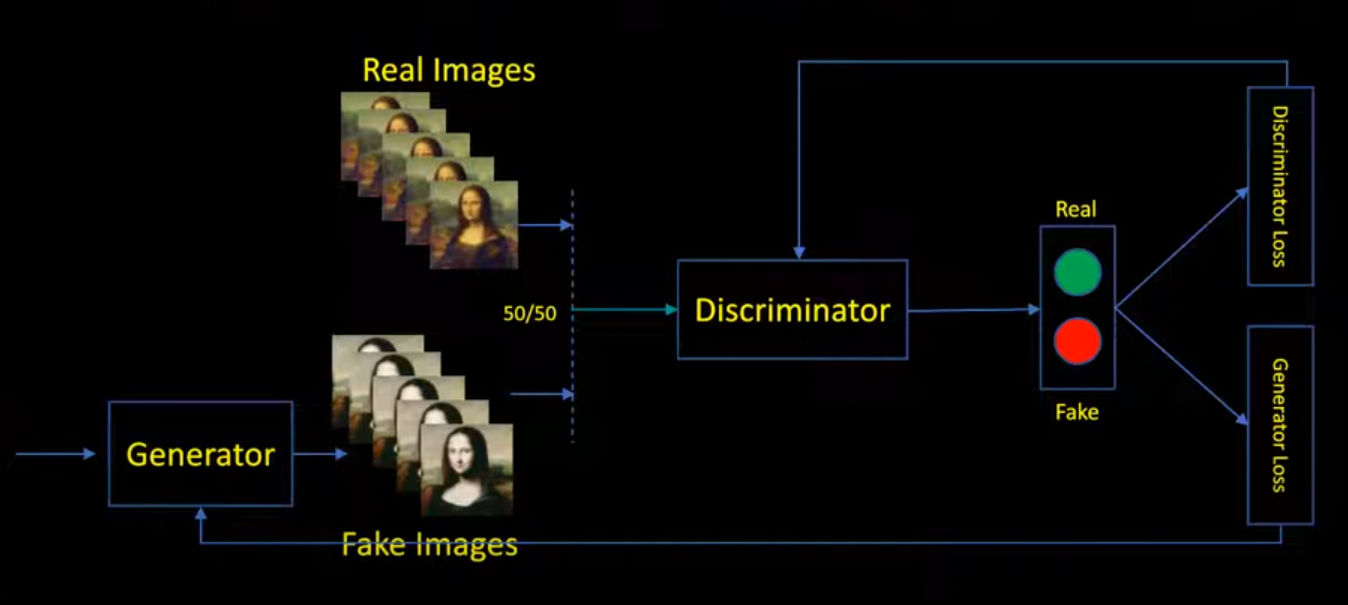 Real Images
50/50
Generator
Fake Images
Discriminator
Real
Fake
Discriminator Loss
Generator Loss